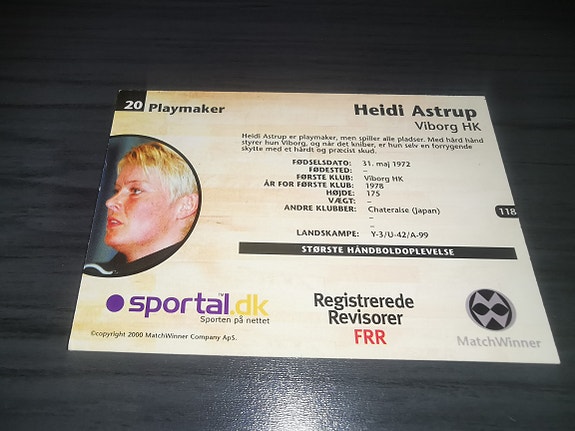 20 Playmaker
Heidi Astrup
Viborg HK
Heidi Astrup er playmaker, men spiller alle pladser. Med hård hånd
styrer hun Viborg, og når det kniber, er hun selv en forrygende
skytte med et hårdt og præcist skud.
FØDSELSDATO: 31. maj 1972
FØDESTED: –
FØRSTE KLUB: Viborg HK
ÅR FOR FØRSTE KLUB: 1978
HØJDE: 175
VÆGT: –
ANDRE KLUBBER: Chateraise (Japan)
–
–
LANDSKAMPE: Y-3/U-42/A-99
118
STØRSTE HÅNDBOLDOPLEVELSE
sportal.dk™
Sporten på nettet
Registrerede
Revisorer
FRR
MatchWinner
©copyright 2000 MatchWinner Company ApS.